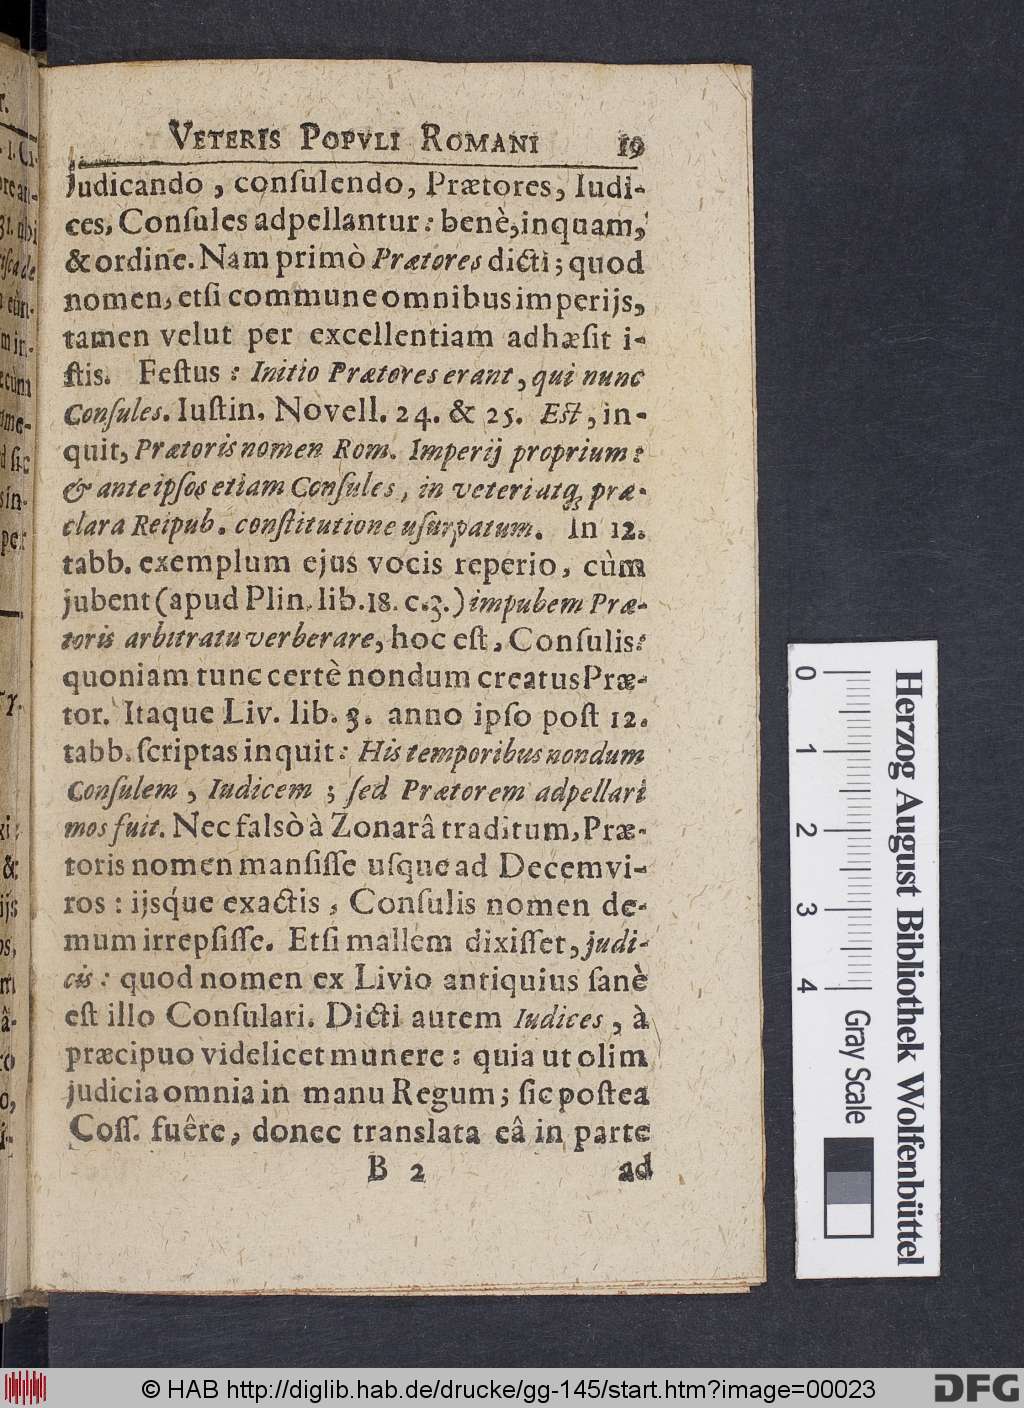 VETERIS POPVLI ROMANI 19
judicando, conſulendo, Prætores, Iudi-
ces, Conſules adpellantur: benè, inquam,
& ordine. Nam primò Prætores dicti; quod
nomen, etſi commune omnibus imperijs,
tamen velut per excellentiam adhæſit i-
ſtis. Feſtus: Initio Prætores erant, qui nunc
Conſules. Iuſtin. Novell. 24. & 25. Eſt, in-
quit, Prætoris nomen Rom. Imperij proprium:
& ante ipſos etiam Conſules, in veteri atq; præ-
clara Reipub. conſtitutione uſurpatum. In 12.
tabb. exemplum ejus vocis reperio, cùm
jubent (apud Plin. lib. 18. c. 3.) impubem Præ-
toris arbitratu verberare, hoc eſt, Conſulis:
quoniam tunc certè nondum creatus Præ-
tor. Itaque Liv. lib. 3. anno ipſo poſt 12.
tabb. ſcriptas inquit: His temporibus nondum
Conſulem, Iudicem; ſed Prætorem adpellari
mos fuit. Nec falsò à Zonarâ traditum, Præ-
toris nomen manſiſſe uſque ad Decemvi-
ros: ijsq́ue exactis, Conſulis nomen de-
mum irrepſiſſe. Etſi mallem dixiſſet, judi-
cis: quod nomen ex Livio antiquius ſanè
eſt illo Conſulari. Dicti autem Iudices, à
præcipuo videlicet munere: quia ut olim
judicia omnia in manu Regum; ſic poſtea
Coſſ. fuêre, donec translata eâ in parte
B 2 ad
0 1 2 3 4
Gray Scale
Herzog August Bibliothek Wolfenbüttel
© HAB http://diglib.hab.de/drucke/gg-145/start.htm?image=00023
DFG